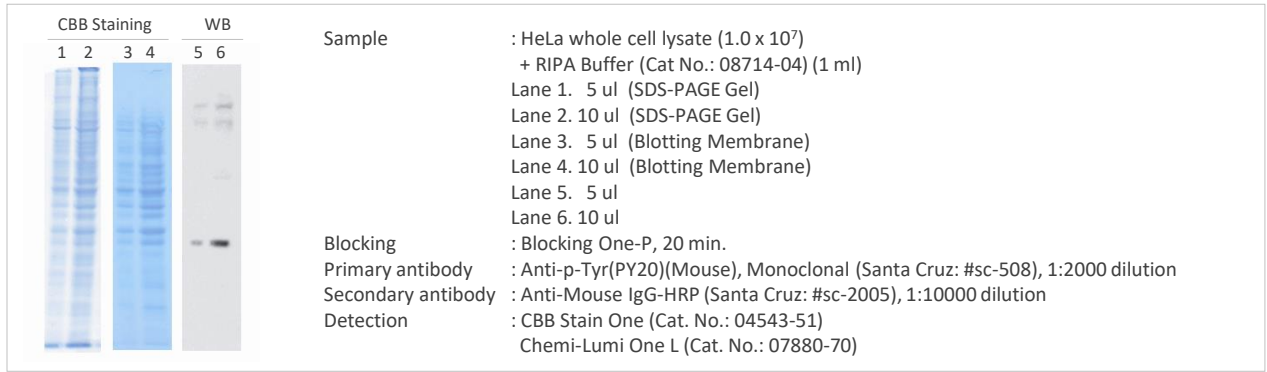 CBB Staining WB
1 2 3 4 5 6
Sample : HeLa whole cell lysate (1.0 x 10⁷)
+ RIPA Buffer (Cat No.: 08714-04) (1 ml)
Lane 1. 5 ul (SDS-PAGE Gel)
Lane 2. 10 ul (SDS-PAGE Gel)
Lane 3. 5 ul (Blotting Membrane)
Lane 4. 10 ul (Blotting Membrane)
Lane 5. 5 ul
Lane 6. 10 ul
Blocking : Blocking One-P, 20 min.
Primary antibody : Anti-p-Tyr(PY20)(Mouse), Monoclonal (Santa Cruz: #sc-508), 1:2000 dilution
Secondary antibody : Anti-Mouse IgG-HRP (Santa Cruz: #sc-2005), 1:10000 dilution
Detection : CBB Stain One (Cat. No.: 04543-51)
Chemi-Lumi One L (Cat. No.: 07880-70)